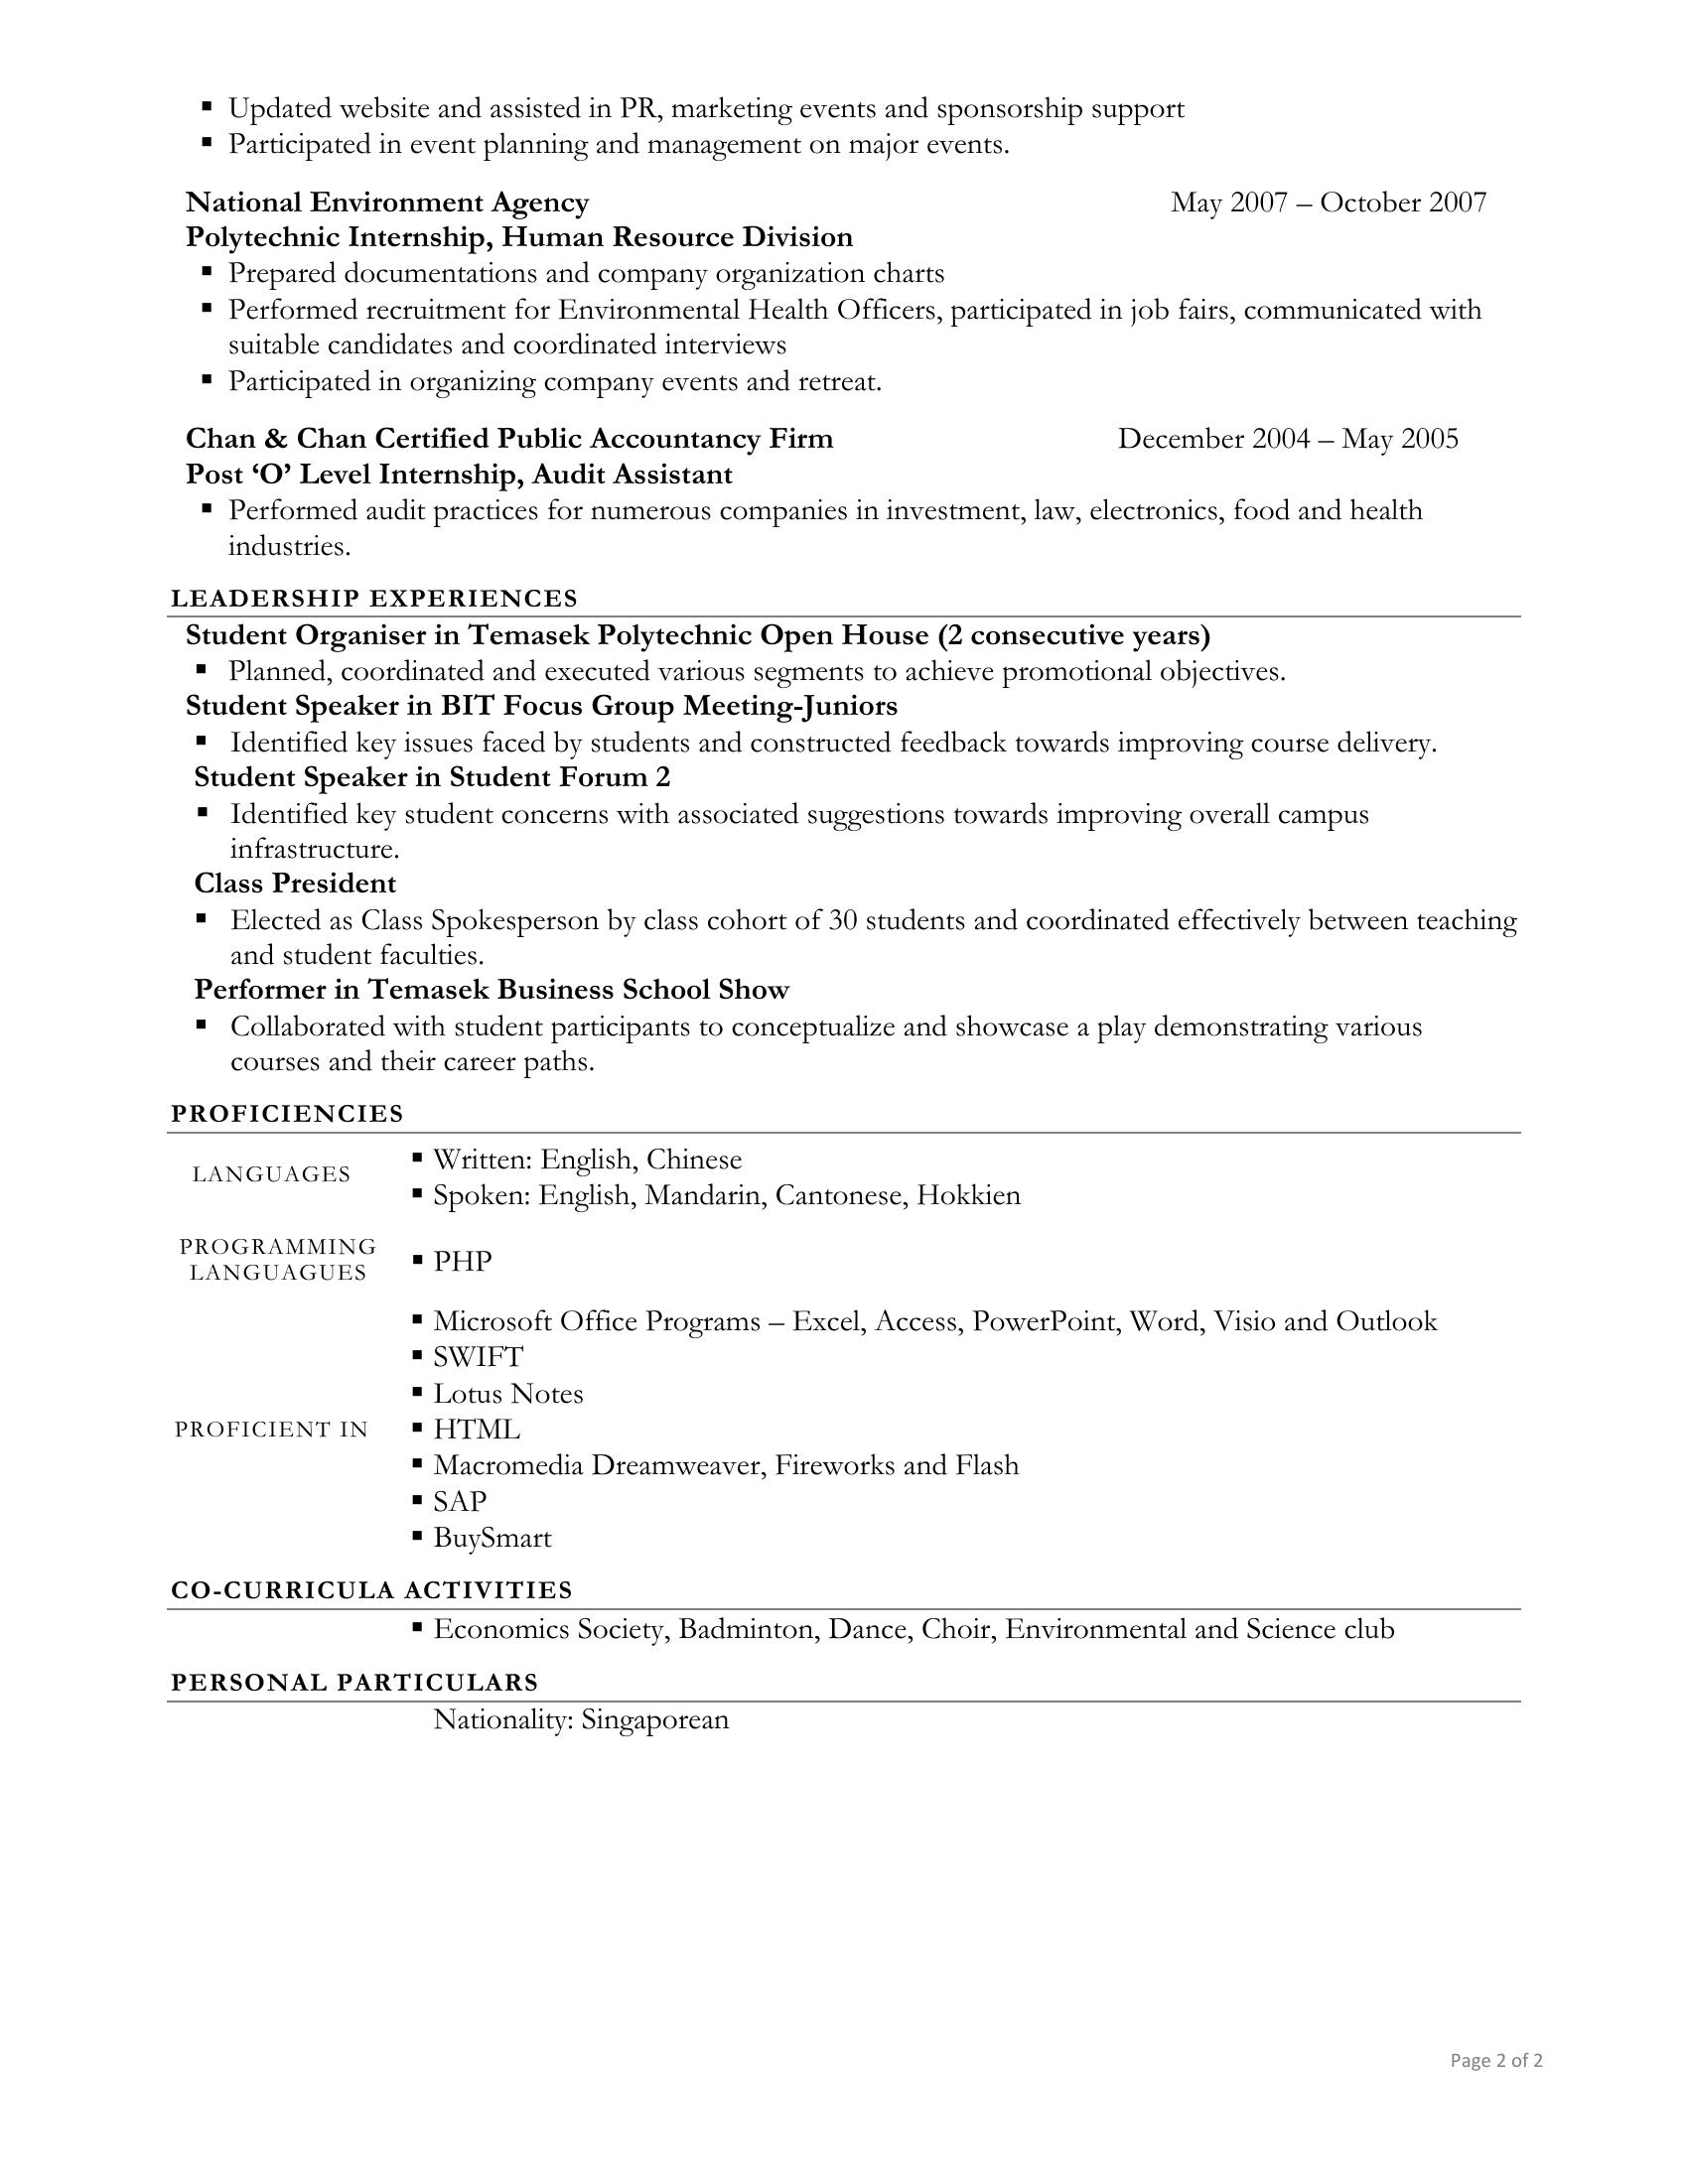 ▪ Updated website and assisted in PR, marketing events and sponsorship support
▪ Participated in event planning and management on major events.
National Environment Agency May 2007 – October 2007
Polytechnic Internship, Human Resource Division
▪ Prepared documentations and company organization charts
▪ Performed recruitment for Environmental Health Officers, participated in job fairs, communicated with
suitable candidates and coordinated interviews
▪ Participated in organizing company events and retreat.
Chan & Chan Certified Public Accountancy Firm December 2004 – May 2005
Post ‘O’ Level Internship, Audit Assistant
▪ Performed audit practices for numerous companies in investment, law, electronics, food and health
industries.
LEADERSHIP EXPERIENCES
Student Organiser in Temasek Polytechnic Open House (2 consecutive years)
▪ Planned, coordinated and executed various segments to achieve promotional objectives.
Student Speaker in BIT Focus Group Meeting-Juniors
▪ Identified key issues faced by students and constructed feedback towards improving course delivery.
Student Speaker in Student Forum 2
▪ Identified key student concerns with associated suggestions towards improving overall campus
infrastructure.
Class President
▪ Elected as Class Spokesperson by class cohort of 30 students and coordinated effectively between teaching
and student faculties.
Performer in Temasek Business School Show
▪ Collaborated with student participants to conceptualize and showcase a play demonstrating various
courses and their career paths.
PROFICIENCIES
LANGUAGES
▪ Written: English, Chinese
▪ Spoken: English, Mandarin, Cantonese, Hokkien
PROGRAMMING
LANGUAGUES
▪ PHP
PROFICIENT IN
▪ Microsoft Office Programs – Excel, Access, PowerPoint, Word, Visio and Outlook
▪ SWIFT
▪ Lotus Notes
▪ HTML
▪ Macromedia Dreamweaver, Fireworks and Flash
▪ SAP
▪ BuySmart
CO-CURRICULA ACTIVITIES
▪ Economics Society, Badminton, Dance, Choir, Environmental and Science club
PERSONAL PARTICULARS
Nationality: Singaporean
Page 2 of 2